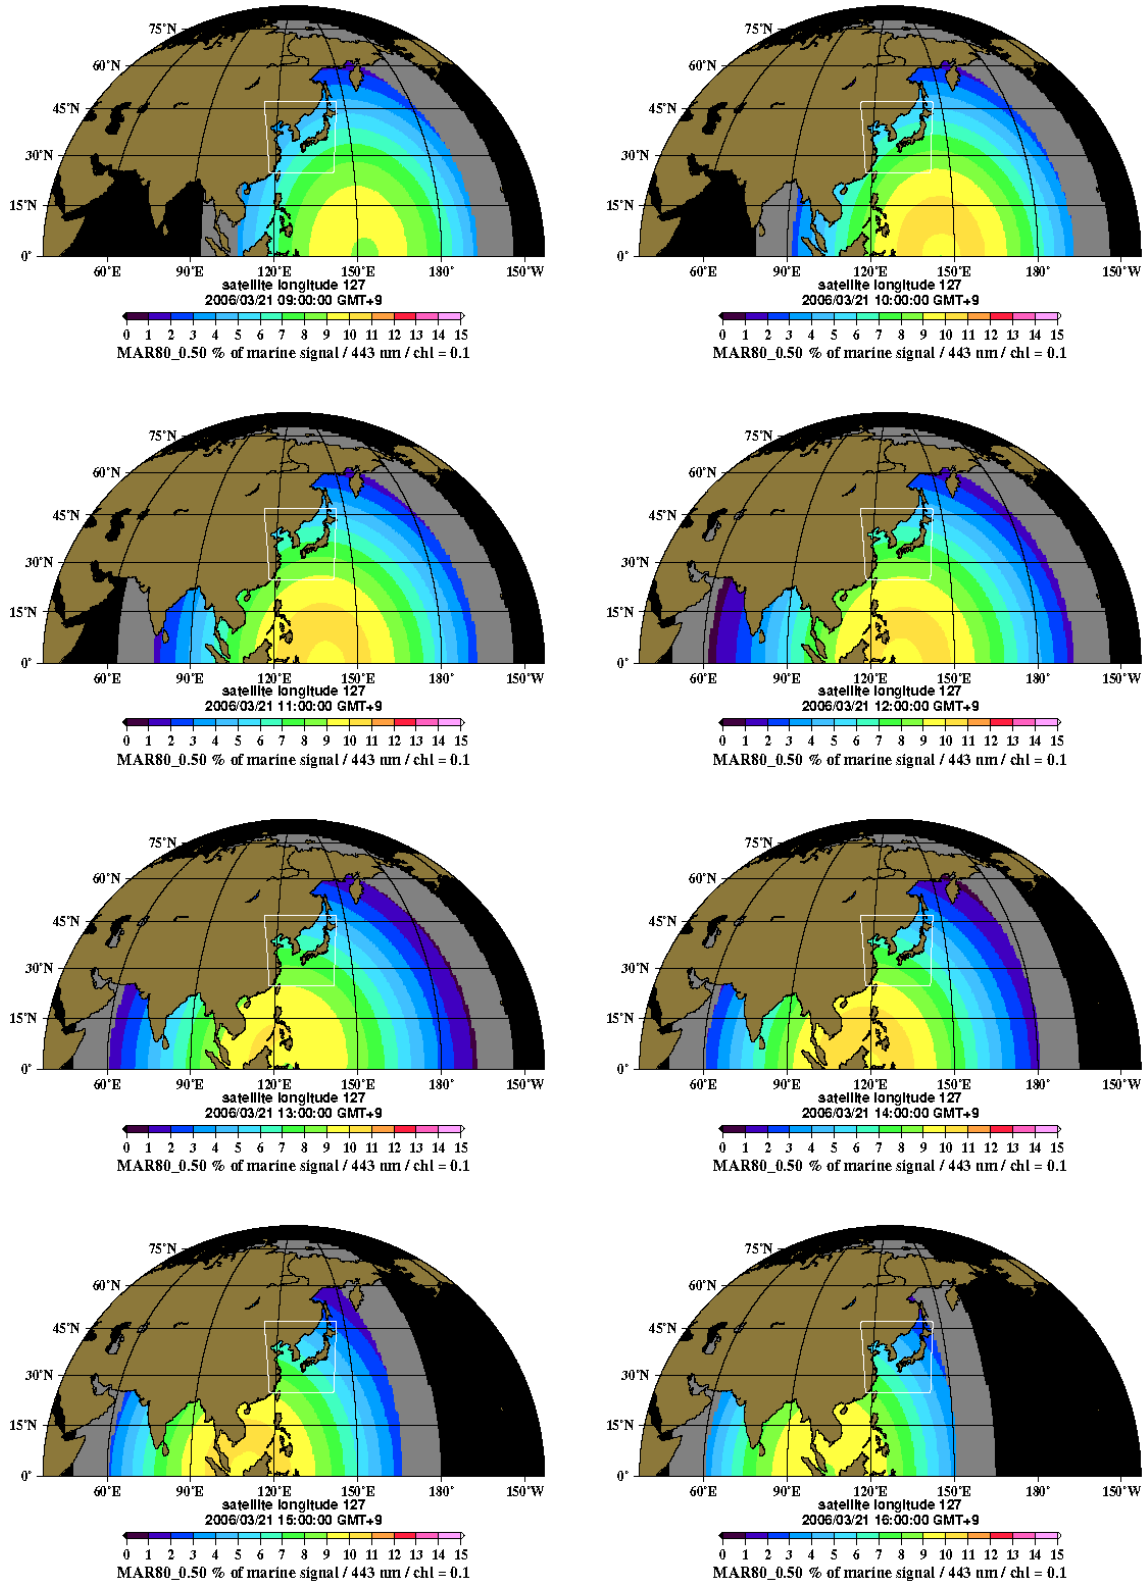 75°N
60°N
45°N
30°N
15°N
0°
60°E 90°E 120°E 150°E 180° 150°W
satellite longitude 127
2006/03/21 09:00:00 GMT+9
0 1 2 3 4 5 6 7 8 9 10 11 12 13 14 15
MAR80_0.50 % of marine signal / 443 nm / chl = 0.1
75°N
60°N
45°N
30°N
15°N
0°
60°E 90°E 120°E 150°E 180° 150°W
satellite longitude 127
2006/03/21 10:00:00 GMT+9
0 1 2 3 4 5 6 7 8 9 10 11 12 13 14 15
MAR80_0.50 % of marine signal / 443 nm / chl = 0.1
75°N
60°N
45°N
30°N
15°N
0°
60°E 90°E 120°E 150°E 180° 150°W
satellite longitude 127
2006/03/21 11:00:00 GMT+9
0 1 2 3 4 5 6 7 8 9 10 11 12 13 14 15
MAR80_0.50 % of marine signal / 443 nm / chl = 0.1
75°N
60°N
45°N
30°N
15°N
0°
60°E 90°E 120°E 150°E 180° 150°W
satellite longitude 127
2006/03/21 12:00:00 GMT+9
0 1 2 3 4 5 6 7 8 9 10 11 12 13 14 15
MAR80_0.50 % of marine signal / 443 nm / chl = 0.1
75°N
60°N
45°N
30°N
15°N
0°
60°E 90°E 120°E 150°E 180° 150°W
satellite longitude 127
2006/03/21 13:00:00 GMT+9
0 1 2 3 4 5 6 7 8 9 10 11 12 13 14 15
MAR80_0.50 % of marine signal / 443 nm / chl = 0.1
75°N
60°N
45°N
30°N
15°N
0°
60°E 90°E 120°E 150°E 180° 150°W
satellite longitude 127
2006/03/21 14:00:00 GMT+9
0 1 2 3 4 5 6 7 8 9 10 11 12 13 14 15
MAR80_0.50 % of marine signal / 443 nm / chl = 0.1
75°N
60°N
45°N
30°N
15°N
0°
60°E 90°E 120°E 150°E 180° 150°W
satellite longitude 127
2006/03/21 15:00:00 GMT+9
0 1 2 3 4 5 6 7 8 9 10 11 12 13 14 15
MAR80_0.50 % of marine signal / 443 nm / chl = 0.1
75°N
60°N
45°N
30°N
15°N
0°
60°E 90°E 120°E 150°E 180° 150°W
satellite longitude 127
2006/03/21 16:00:00 GMT+9
0 1 2 3 4 5 6 7 8 9 10 11 12 13 14 15
MAR80_0.50 % of marine signal / 443 nm / chl = 0.1